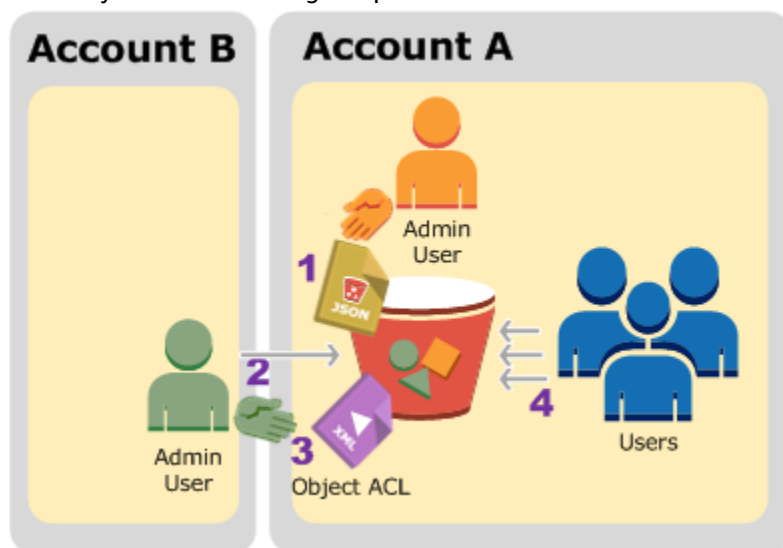 Account B
Account A
Admin
User
1
JSON
2
4
Admin
User
3
XML
Users
Object ACL